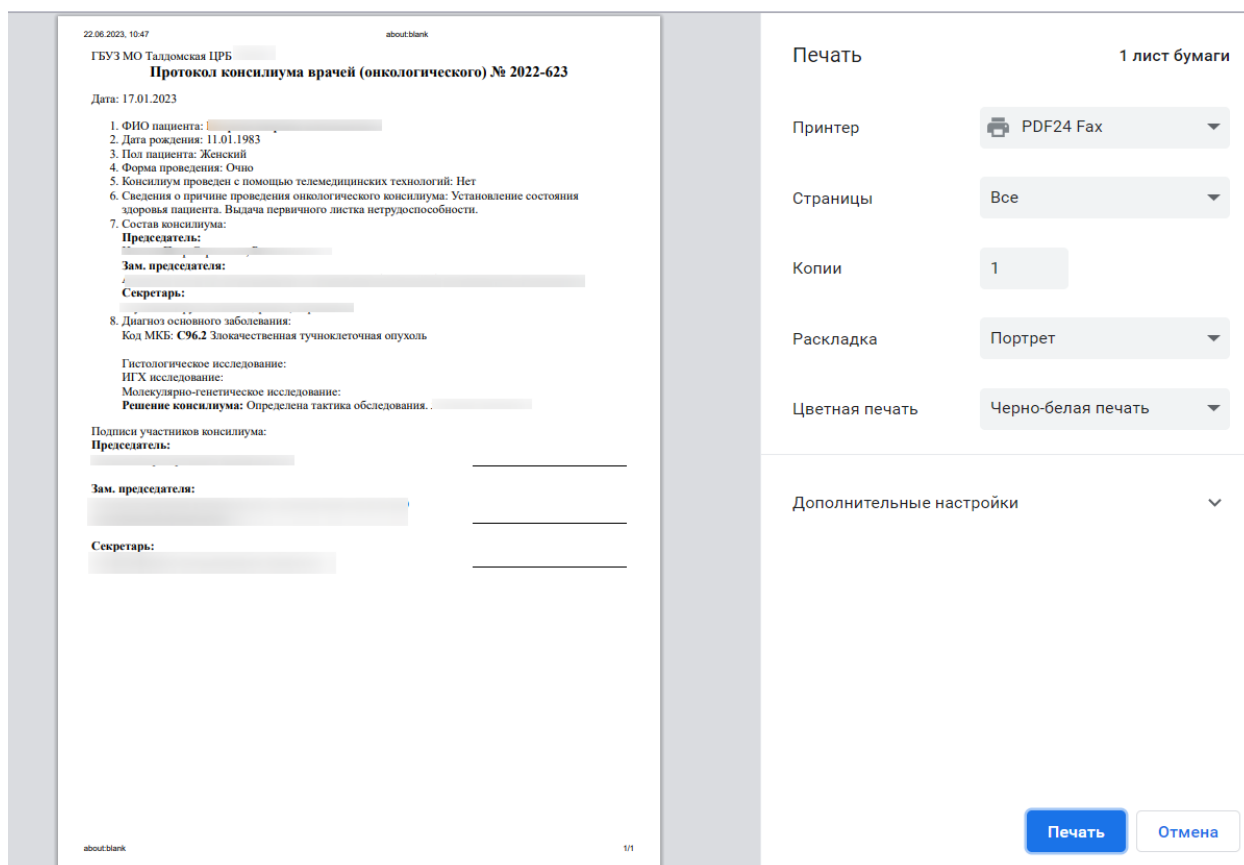 22.06.2023, 10:47
about:blank
ГБУЗ МО Талдомская ЦРБ
Протокол консилиума врачей (онкологического) № 2022-623
Дата: 17.01.2023
1. ФИО пациента:
2. Дата рождения: 11.01.1983
3. Пол пациента: Женский
4. Форма проведения: Очно
5. Консилиум проведен с помощью телемедицинских технологий: Нет
6. Сведения о причине проведения онкологического консилиума: Установление состояния
здоровья пациента. Выдача первичного листка нетрудоспособности.
7. Состав консилиума:
Председатель:
Зам. председателя:
Секретарь:
8. Диагноз основного заболевания:
Код МКБ: C96.2 Злокачественная тучноклеточная опухоль
Гистологическое исследование:
ИГХ исследование:
Молекулярно-генетическое исследование:
Решение консилиума: Определена тактика обследования.
Подписи участников консилиума:
Председатель:
Зам. председателя:
Секретарь:
about:blank
1/1
Печать
1 лист бумаги
Принтер
PDF24 Fax
Страницы
Все
Копии
1
Раскладка
Портрет
Цветная печать
Черно-белая печать
Дополнительные настройки
Печать
Отмена